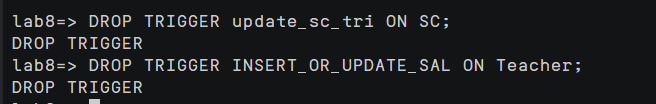 lab8=> DROP TRIGGER update_sc_tri ON SC;
DROP TRIGGER
lab8=> DROP TRIGGER INSERT_OR_UPDATE_SAL ON Teacher;
DROP TRIGGER